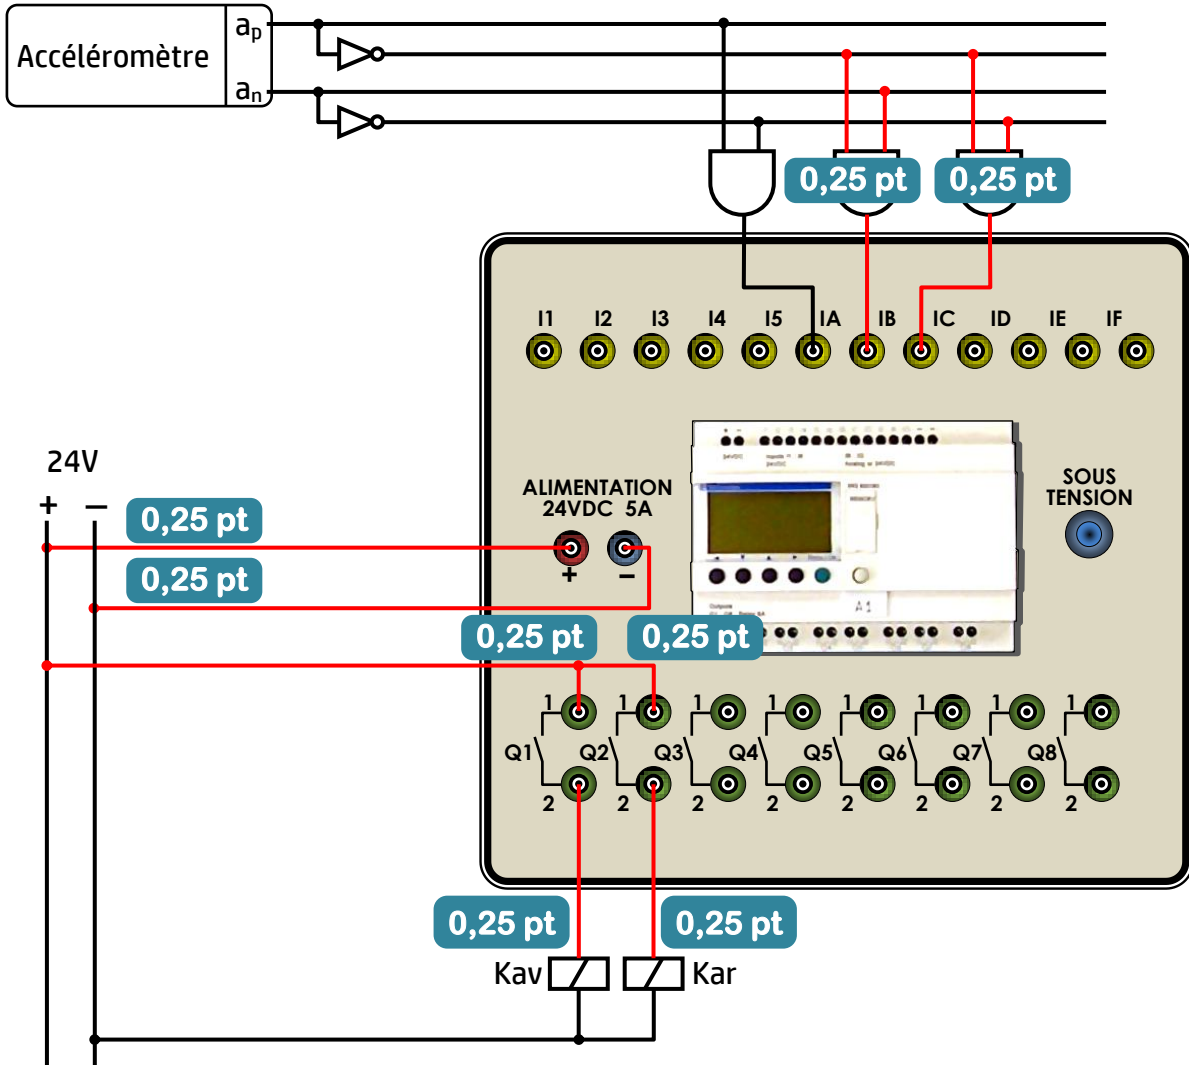 Accéléromètre
ap
an
0,25 pt
0,25 pt
I1 I2 I3 I4 I5 IA IB IC ID IE IF
24V
+ −
0,25 pt
0,25 pt
ALIMENTATION
24VDC 5A
+ −
SOUS
TENSION
A1
0,25 pt
0,25 pt
1 1 1 1 1 1 1 1
Q1 Q2 Q3 Q4 Q5 Q6 Q7 Q8
2 2 2 2 2 2 2 2
0,25 pt
0,25 pt
Kav
Kar